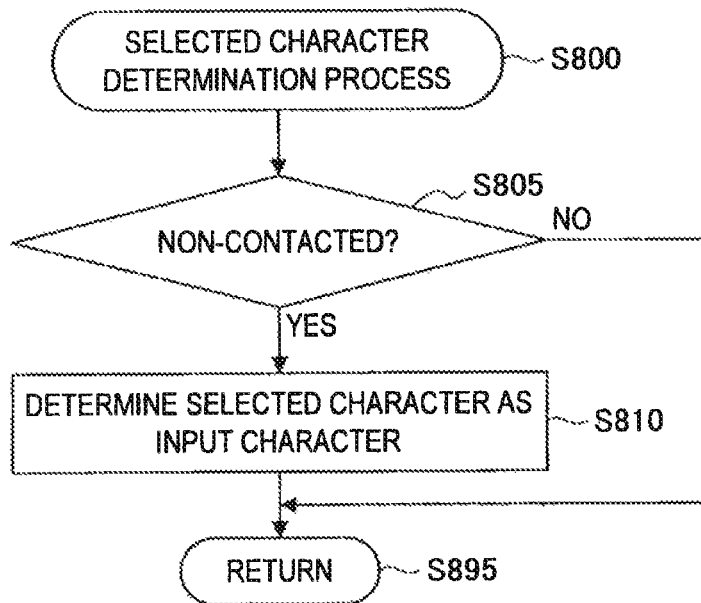 SELECTED CHARACTER
DETERMINATION PROCESS
S800
S805
NON-CONTACTED?
NO
YES
DETERMINE SELECTED CHARACTER AS
INPUT CHARACTER
S810
RETURN
S895